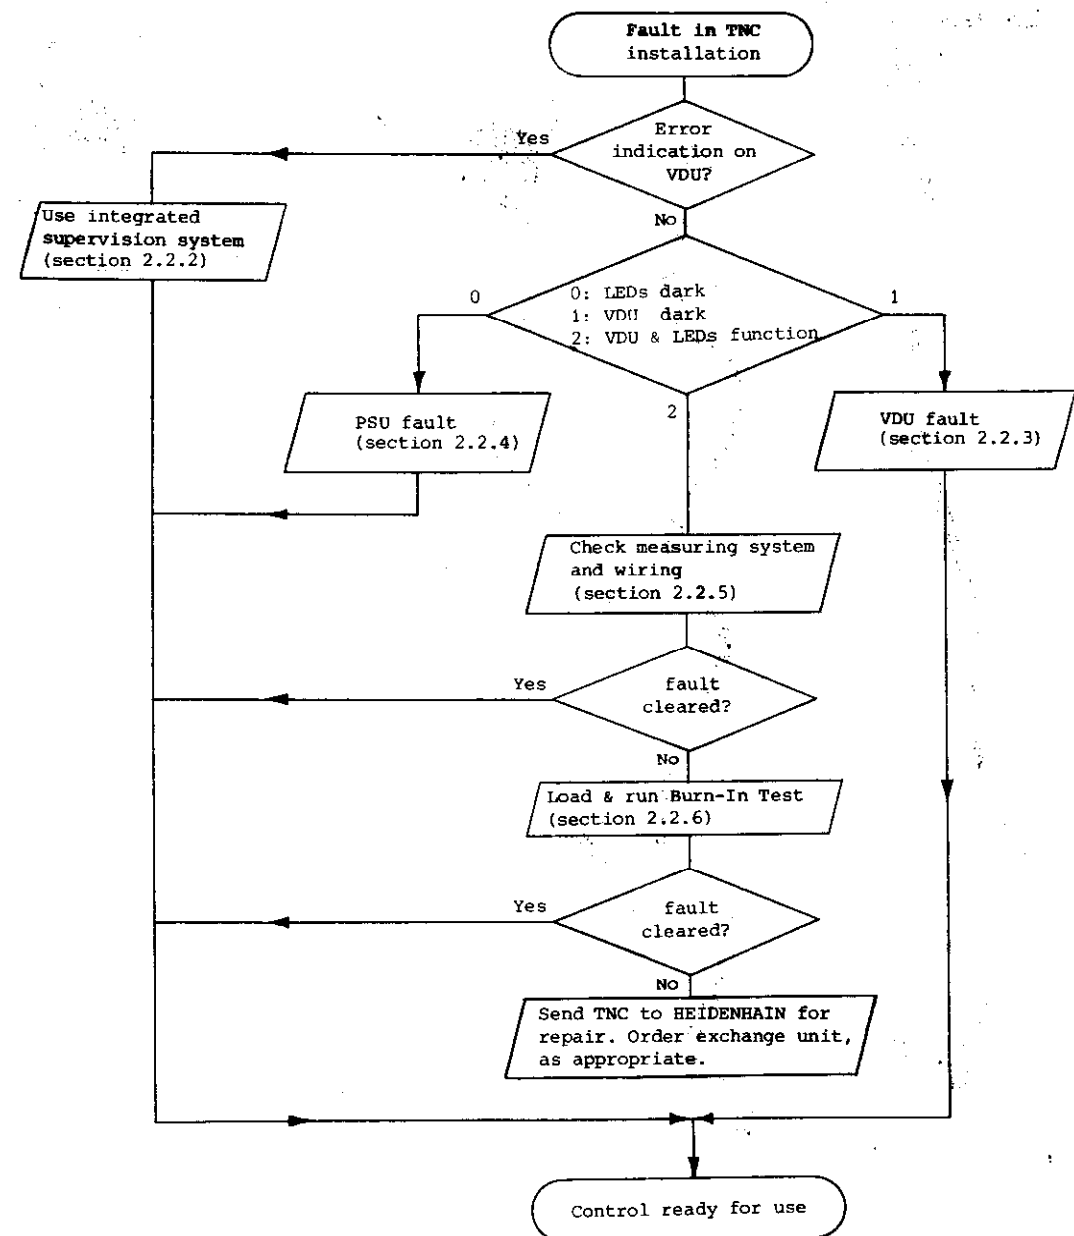 Fault in TNC
installation
Error
indication on
VDU?
Yes
No
Use integrated
supervision system
(section 2.2.2)
0
0: LEDs dark
1: VDU dark
2: VDU & LEDs function
1
2
PSU fault
(section 2.2.4)
VDU fault
(section 2.2.3)
Check measuring system
and wiring
(section 2.2.5)
Yes
fault
cleared?
No
Load & run Burn-In Test
(section 2.2.6)
Yes
fault
cleared?
No
Send TNC to HEIDENHAIN for
repair. Order exchange unit,
as appropriate.
Control ready for use